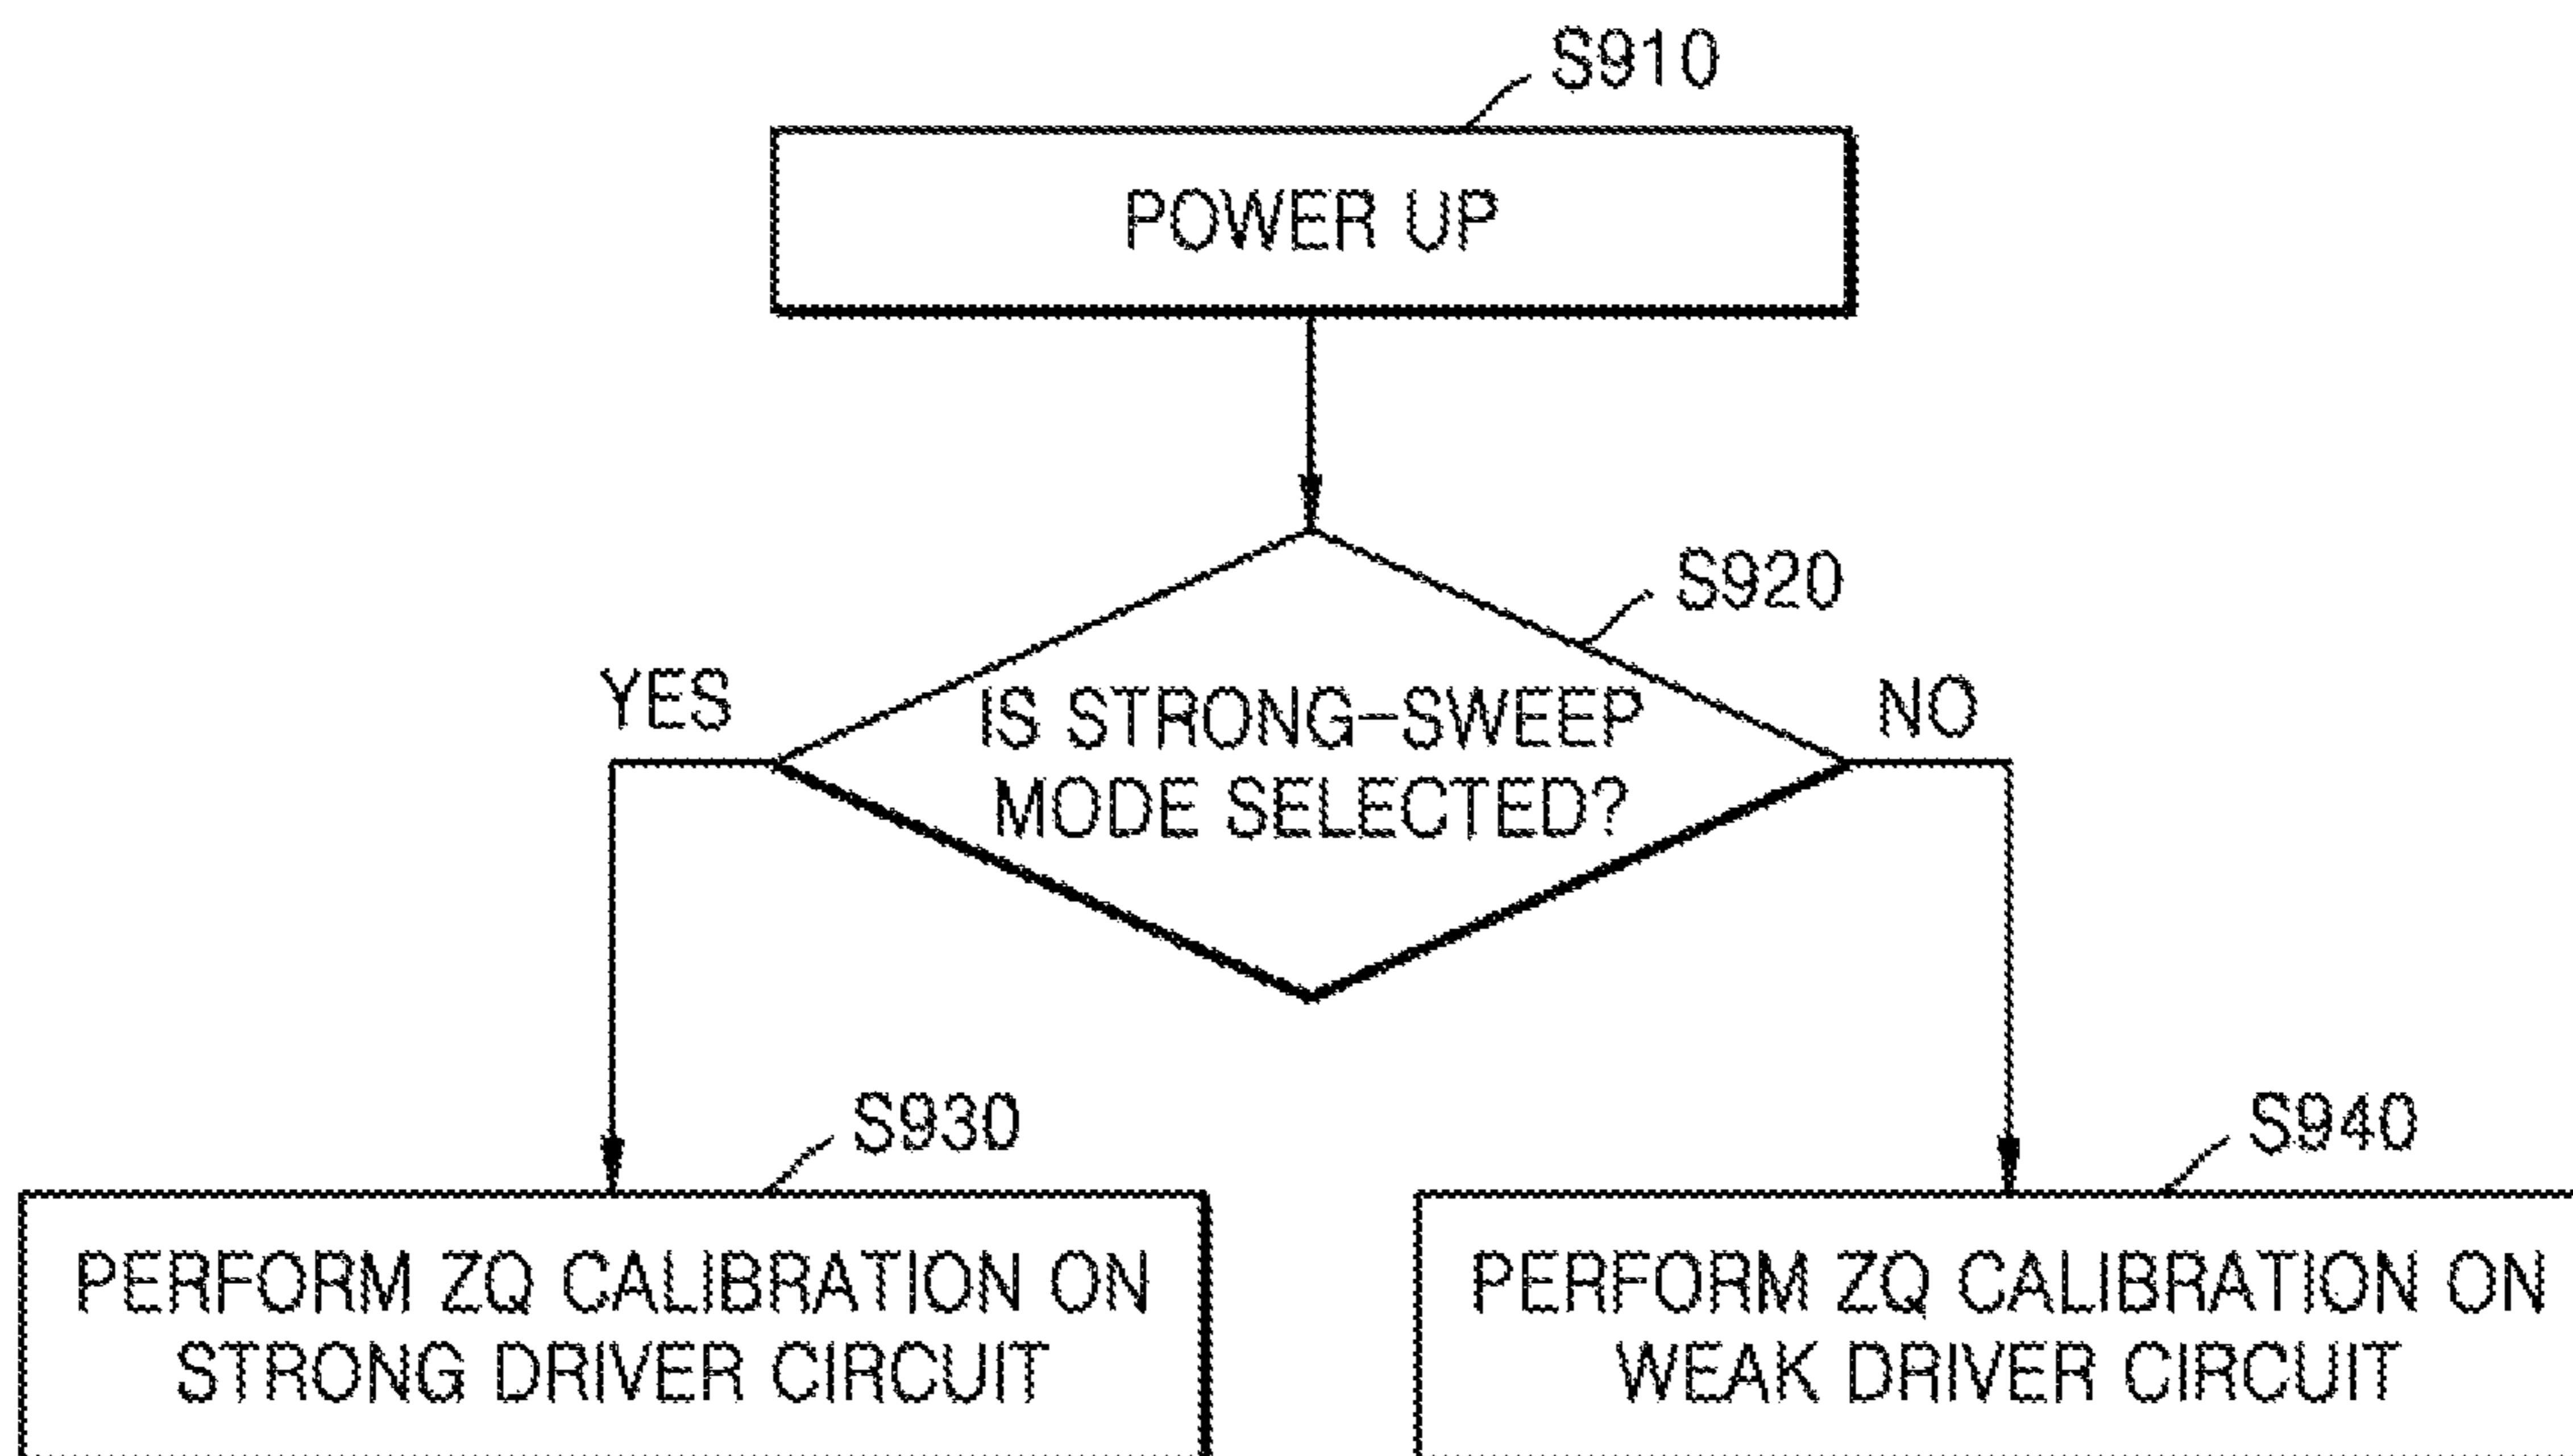 S910
POWER UP
S920
YES
NO
IS STRONG-SWEEP
MODE SELECTED?
S930
S940
PERFORM ZQ CALIBRATION ON
STRONG DRIVER CIRCUIT
PERFORM ZQ CALIBRATION ON
WEAK DRIVER CIRCUIT